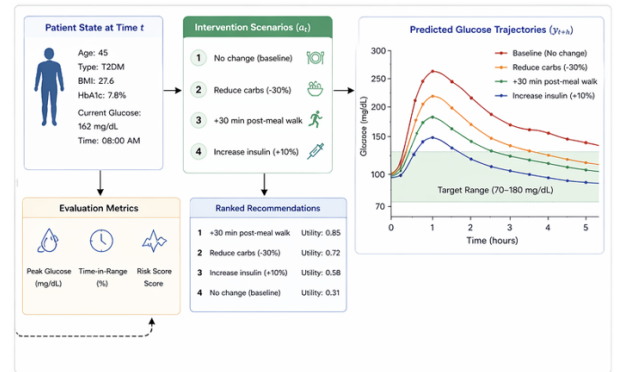 Patient State at Time t
Age: 45
Type: T2DM
BMI: 27.6
HbA1c: 7.8%
Current Glucose:
162 mg/dL
Time: 08:00 AM
Intervention Scenarios (aₜ)
1 No change (baseline)
2 Reduce carbs (-30%)
3 +30 min post-meal walk
4 Increase insulin (+10%)
Predicted Glucose Trajectories (yₜ₊ₕ)
Baseline (No change)
Reduce carbs (-30%)
+30 min post-meal walk
Increase insulin (+10%)
Glucose (mg/dL)
300
250
200
150
100
70
Target Range (70–180 mg/dL)
0 1 2 3 4 5
Time (hours)
Evaluation Metrics
Peak Glucose Time-in-Range Risk Score
(mg/dL) (%) Score
Ranked Recommendations
1 +30 min post-meal walk Utility: 0.85
2 Reduce carbs (-30%) Utility: 0.72
3 Increase insulin (+10%) Utility: 0.58
4 No change (baseline) Utility: 0.31